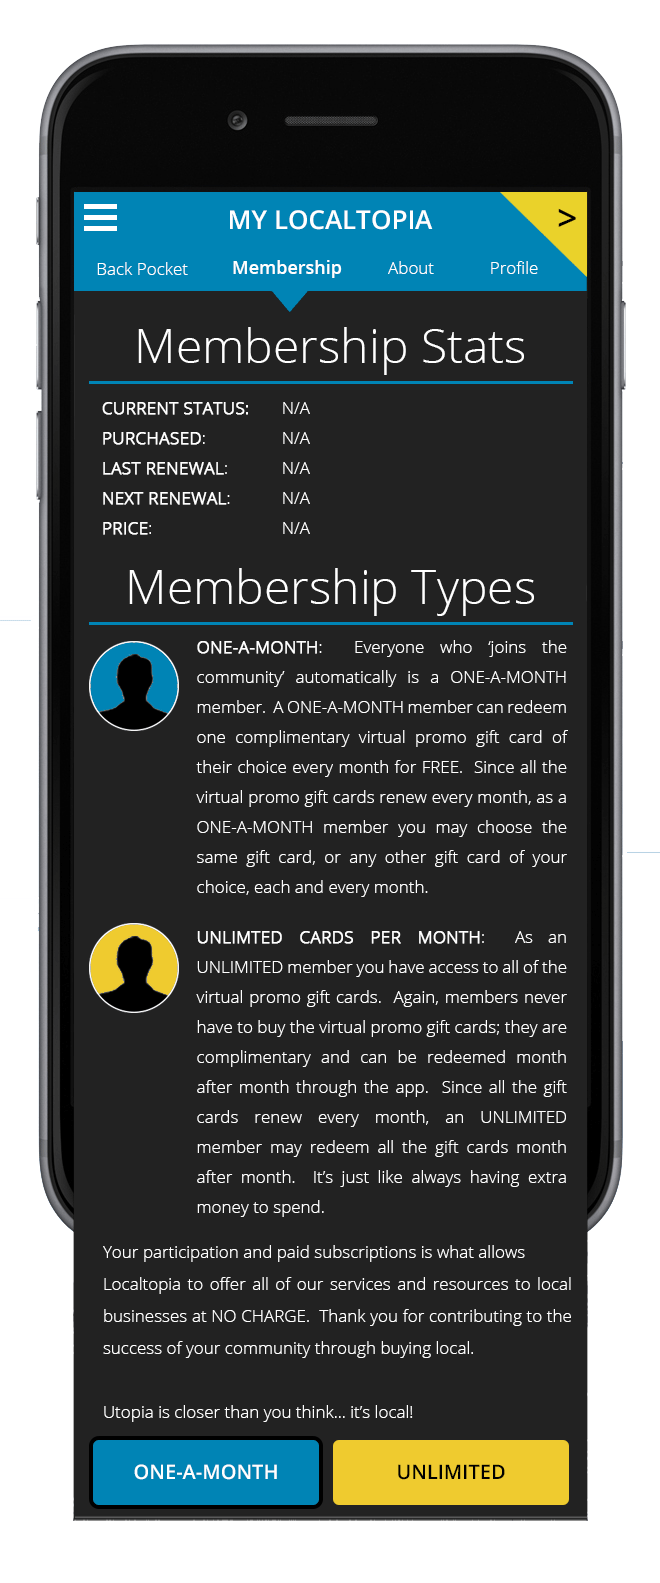 MY LOCALTOPIA >
Back Pocket Membership About Profile
Membership Stats
CURRENT STATUS: N/A
PURCHASED: N/A
LAST RENEWAL: N/A
NEXT RENEWAL: N/A
PRICE: N/A
Membership Types
ONE-A-MONTH: Everyone who ‘joins the
community’ automatically is a ONE-A-MONTH
member. A ONE-A-MONTH member can redeem
one complimentary virtual promo gift card of
their choice every month for FREE. Since all the
virtual promo gift cards renew every month, as a
ONE-A-MONTH member you may choose the
same gift card, or any other gift card of your
choice, each and every month.
UNLIMTED CARDS PER MONTH: As an
UNLIMITED member you have access to all of the
virtual promo gift cards. Again, members never
have to buy the virtual promo gift cards; they are
complimentary and can be redeemed month
after month through the app. Since all the gift
cards renew every month, an UNLIMITED
member may redeem all the gift cards month
after month. It’s just like always having extra
money to spend.
Your participation and paid subscriptions is what allows
Localtopia to offer all of our services and resources to local
businesses at NO CHARGE. Thank you for contributing to the
success of your community through buying local.
Utopia is closer than you think... it’s local!
ONE-A-MONTH UNLIMITED